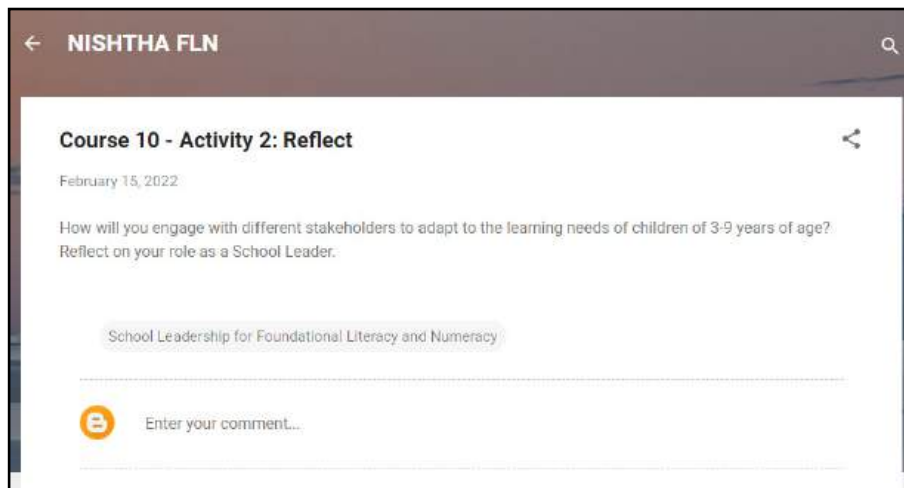 NISHTHA FLN
Course 10 - Activity 2: Reflect
February 15, 2022
How will you engage with different stakeholders to adapt to the learning needs of children of 3-9 years of age?
Reflect on your role as a School Leader.
School Leadership for Foundational Literacy and Numeracy
Enter your comment...